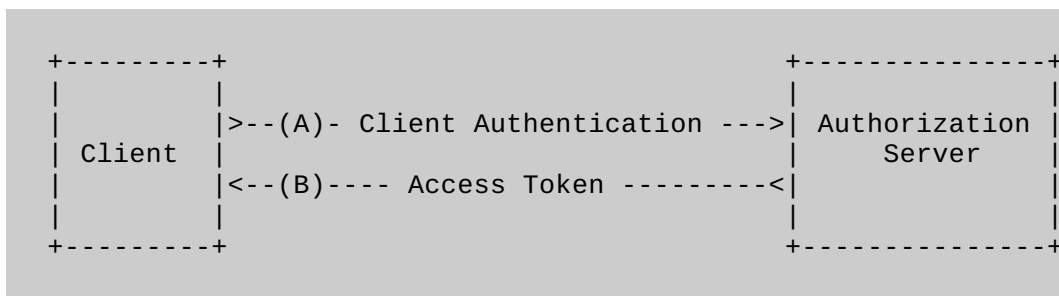 +---------+                                  +---------------+
|         |                                  |               |
|         |>--(A)- Client Authentication --->| Authorization |
| Client  |                                  |     Server    |
|         |<--(B)---- Access Token ---------<|               |
|         |                                  |               |
+---------+                                  +---------------+